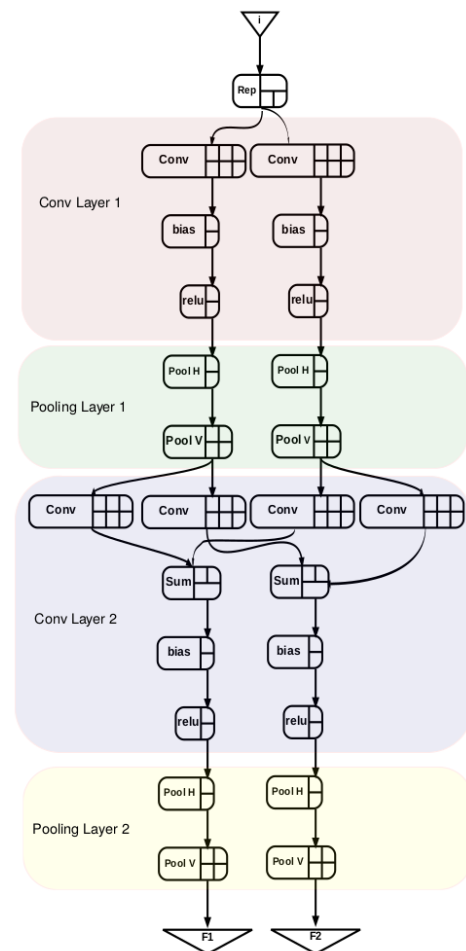 i
Rep
Conv Conv
Conv Layer 1
bias bias
relu relu
Pool H Pool H
Pooling Layer 1
Pool V Pool V
Conv Conv Conv Conv
Sum Sum
Conv Layer 2
bias bias
relu relu
Pool H Pool H
Pooling Layer 2
Pool V Pool V
F1 F2